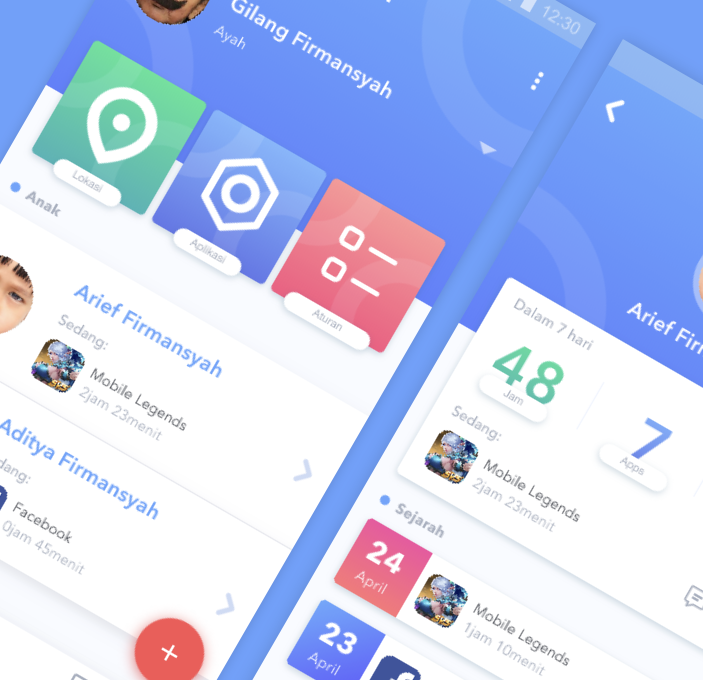 12:30
Gilang Firmansyah
Ayah
Lokasi
Aplikasi
Aturan
Anak
Arief Firmansyah
Sedang:
Mobile Legends
2jam 23menit
Aditya Firmansyah
dang:
Facebook
0jam 45menit
+
Arief Fir
Dalam 7 hari
48
Jam
7
Apps
Sedang:
Mobile Legends
2jam 23menit
Sejarah
24
April
Mobile Legends
1jam 10menit
23
April